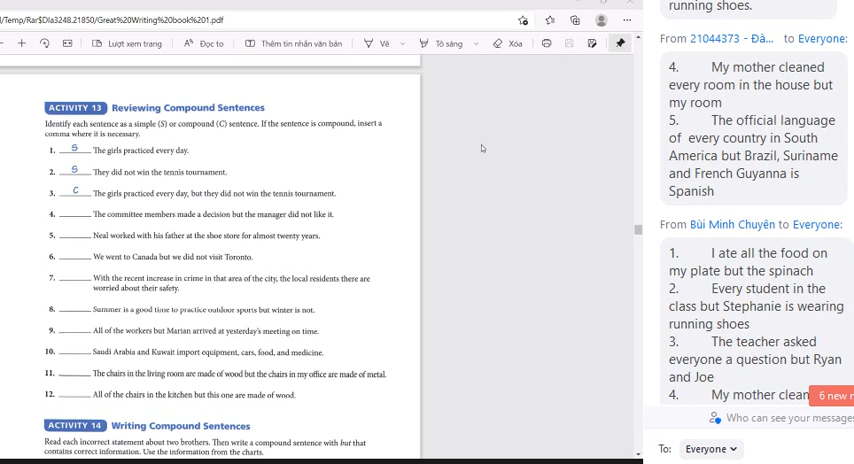 /Temp/Rar$DIa3248.21850/Great%20Writing%20book%201.pdf
Lượt xem trang
Đọc to
Thêm tin nhắn văn bản
Vẽ
Tô sáng
Xóa
ACTIVITY 13 Reviewing Compound Sentences
Identify each sentence as a simple (S) or compound (C) sentence. If the sentence is compound, insert a
comma where it is necessary.
1. S The girls practiced every day.
2. S They did not win the tennis tournament.
3. C The girls practiced every day, but they did not win the tennis tournament.
4. The committee members made a decision but the manager did not like it.
5. Neal worked with his father at the shoe store for almost twenty years.
6. We went to Canada but we did not visit Toronto.
7. With the recent increase in crime in that area of the city, the local residents there are
worried about their safety.
8. Summer is a good time to practice outdoor sports but winter is not.
9. All of the workers but Marian arrived at yesterday's meeting on time.
10. Saudi Arabia and Kuwait import equipment, cars, food, and medicine.
11. The chairs in the living room are made of wood but the chairs in my office are made of metal.
12. All of the chairs in the kitchen but this one are made of wood.
ACTIVITY 14 Writing Compound Sentences
Read each incorrect statement about two brothers. Then write a compound sentence with but that
contains correct information. Use the information from the charts.
running shoes.
From 21044373 - Đà... to Everyone:
4. My mother cleaned
every room in the house but
my room
5. The official language
of every country in South
America but Brazil, Suriname
and French Guyanna is
Spanish
From Bùi Minh Chuyên to Everyone:
1. I ate all the food on
my plate but the spinach
2. Every student in the
class but Stephanie is wearing
running shoes
3. The teacher asked
everyone a question but Ryan
and Joe
4. My mother clean
6 new
Who can see your messages
To: Everyone